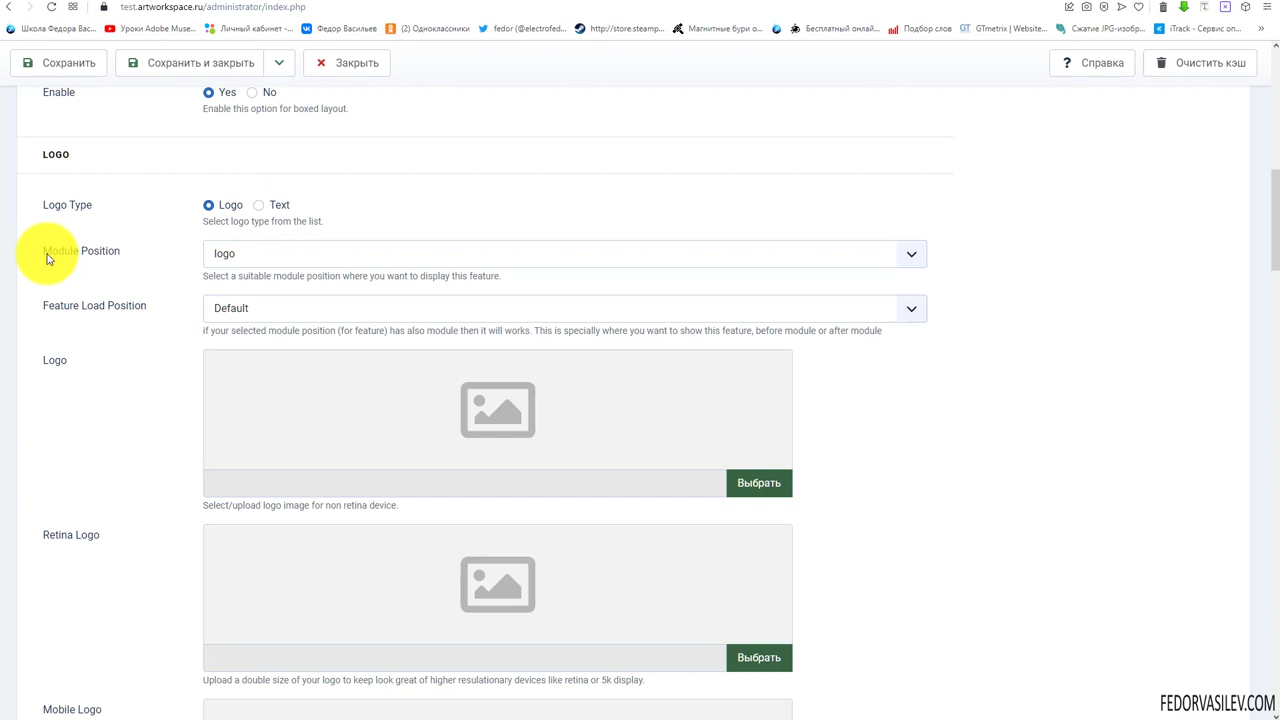 test.artworkspace.ru/administrator/index.php
Школа Федора Вас...
Уроки Adobe Muse...
Личный кабинет -...
Федор Васильев
(2) Одноклассники
fedor (@electrofed...
http://store.steamp...
Магнитные бури о...
Бесплатный онлай...
Подбор слов
GTmetrix | Website...
Сжатие JPG-изобр...
iTrack - Сервис оп...
»
Сохранить
Сохранить и закрыть
Закрыть
Справка
Очистить кэш
Enable
Yes
No
Enable this option for boxed layout.
LOGO
Logo Type
Logo
Text
Select logo type from the list.
Module Position
logo
Select a suitable module position where you want to display this feature.
Feature Load Position
Default
if your selected module position (for feature) has also module then it will works. This is specially where you want to show this feature, before module or after module
Logo
Выбрать
Select/upload logo image for non retina device.
Retina Logo
Выбрать
Upload a double size of your logo to keep look great of higher resulationary devices like retina or 5k display.
Mobile Logo
FEDORVASILEV.COM